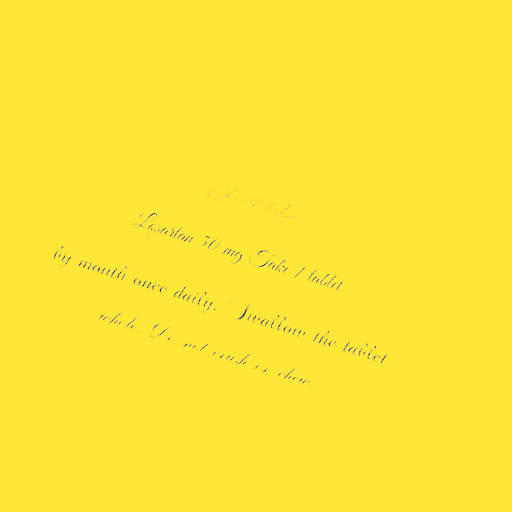 Losartan 50 mg Take 1 tablet
by mouth once daily. Swallow the tablet
whole. Do not crush or chew.